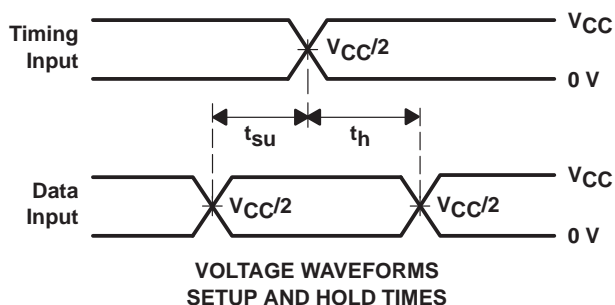 Timing
Input
VCC/2
VCC
0 V
tsu
th
Data
Input
VCC/2
VCC/2
VCC
0 V
VOLTAGE WAVEFORMS
SETUP AND HOLD TIMES